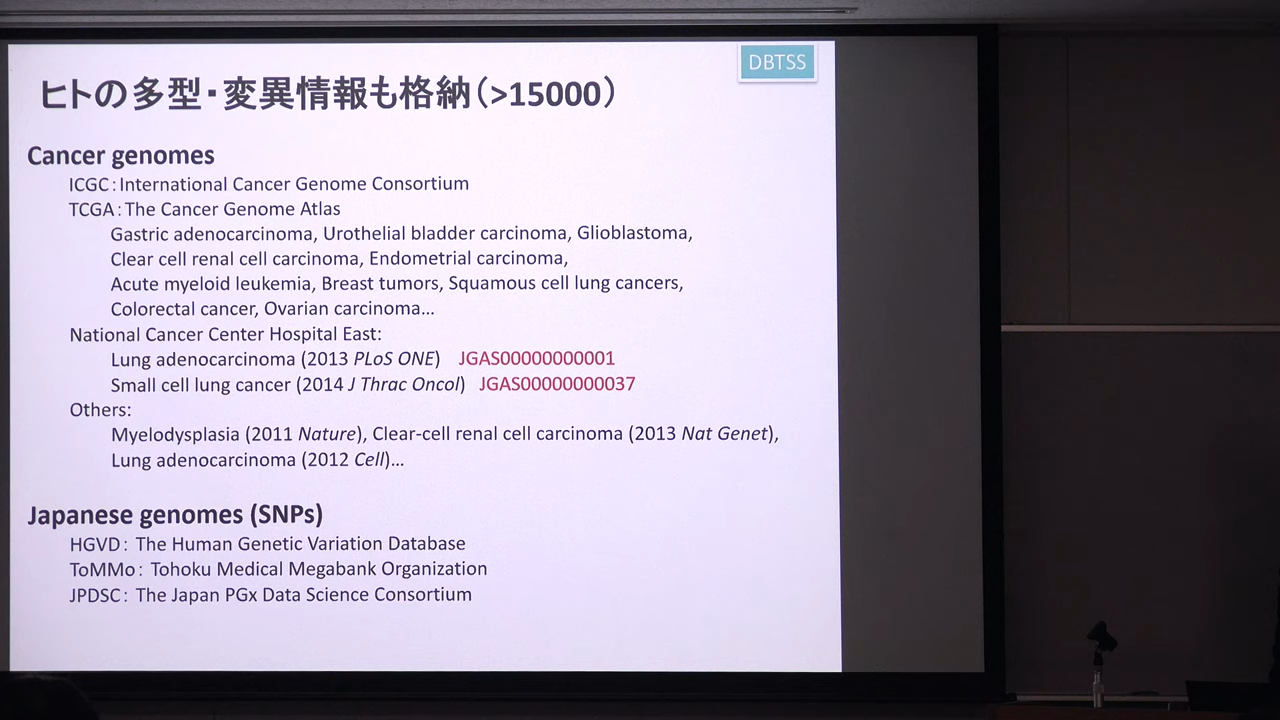 DBTSS
ヒトの多型・変異情報も格納（>15000）
Cancer genomes
ICGC：International Cancer Genome Consortium
TCGA：The Cancer Genome Atlas
Gastric adenocarcinoma, Urothelial bladder carcinoma, Glioblastoma,
Clear cell renal cell carcinoma, Endometrial carcinoma,
Acute myeloid leukemia, Breast tumors, Squamous cell lung cancers,
Colorectal cancer, Ovarian carcinoma…
National Cancer Center Hospital East:
Lung adenocarcinoma (2013 PLoS ONE) JGAS00000000001
Small cell lung cancer (2014 J Thrac Oncol) JGAS00000000037
Others:
Myelodysplasia (2011 Nature), Clear-cell renal cell carcinoma (2013 Nat Genet),
Lung adenocarcinoma (2012 Cell)…
Japanese genomes (SNPs)
HGVD： The Human Genetic Variation Database
ToMMo： Tohoku Medical Megabank Organization
JPDSC： The Japan PGx Data Science Consortium